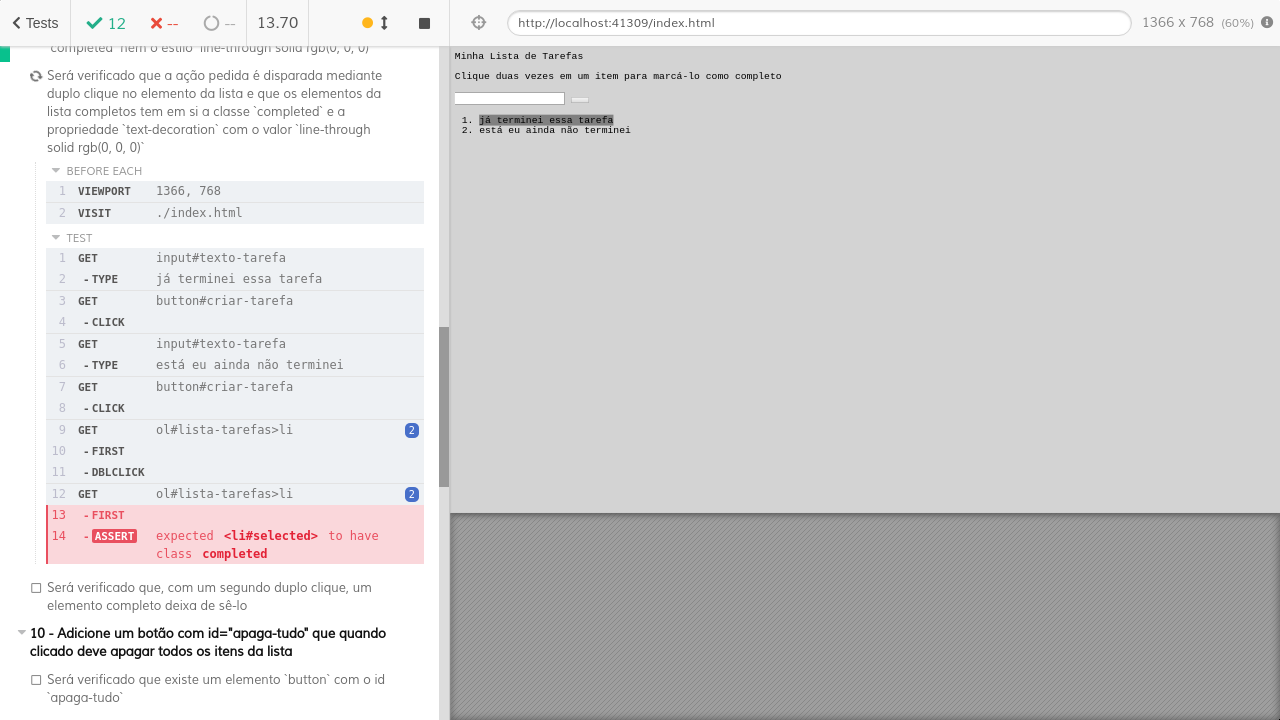 Tests 12 -- -- 13.70
completed` nem o estilo `line-through solid rgb(0, 0, 0)`
Será verificado que a ação pedida é disparada mediante
duplo clique no elemento da lista e que os elementos da
lista completos tem em si a classe `completed` e a
propriedade `text-decoration` com o valor `line-through
solid rgb(0, 0, 0)`
BEFORE EACH
1 VIEWPORT 1366, 768
2 VISIT ./index.html
TEST
1 GET input#texto-tarefa
2 -TYPE já terminei essa tarefa
3 GET button#criar-tarefa
4 -CLICK
5 GET input#texto-tarefa
6 -TYPE está eu ainda não terminei
7 GET button#criar-tarefa
8 -CLICK
9 GET ol#lista-tarefas>li 2
10 -FIRST
11 -DBLCLICK
12 GET ol#lista-tarefas>li 2
13 -FIRST
14 -ASSERT expected <li#selected> to have
class completed
Será verificado que, com um segundo duplo clique, um
elemento completo deixa de sê-lo
10 - Adicione um botão com id="apaga-tudo" que quando
clicado deve apagar todos os itens da lista
Será verificado que existe um elemento `button` com o id
`apaga-tudo`
http://localhost:41309/index.html 1366 x 768 (60%)
Minha Lista de Tarefas
Clique duas vezes em um item para marcá-lo como completo
1. já terminei essa tarefa
2. está eu ainda não terminei